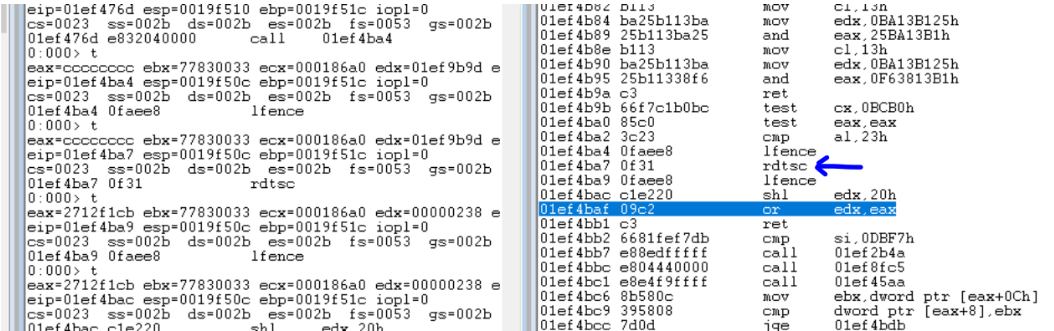 eip=01ef476d esp=0019f510 ebp=0019f51c iopl=0
cs=0023 ss=002b ds=002b es=002b fs=0053 gs=002b
01ef476d e832040000 call 01ef4ba4
0:000> t
eax=cccccccc ebx=77830033 ecx=000186a0 edx=01ef9b9d e
eip=01ef4ba4 esp=0019f50c ebp=0019f51c iopl=0
cs=0023 ss=002b ds=002b es=002b fs=0053 gs=002b
01ef4ba4 0faee8 lfence
0:000> t
eax=cccccccc ebx=77830033 ecx=000186a0 edx=01ef9b9d e
eip=01ef4ba7 esp=0019f50c ebp=0019f51c iopl=0
cs=0023 ss=002b ds=002b es=002b fs=0053 gs=002b
01ef4ba7 0f31 rdtsc
0:000> t
eax=2712f1cb ebx=77830033 ecx=000186a0 edx=00000238 e
eip=01ef4ba9 esp=0019f50c ebp=0019f51c iopl=0
cs=0023 ss=002b ds=002b es=002b fs=0053 gs=002b
01ef4ba9 0faee8 lfence
0:000> t
eax=2712f1cb ebx=77830033 ecx=000186a0 edx=00000238 e
eip=01ef4bac esp=0019f50c ebp=0019f51c iopl=0
cs=0023 ss=002b ds=002b es=002b fs=0053 gs=002b
01ef4bac c1e220 shl edx,20h
01ef4b82 b113 mov cl,13h
01ef4b84 ba25b113ba mov edx,0BA13B125h
01ef4b89 25b113ba25 and eax,25BA13B1h
01ef4b8e b113 mov cl,13h
01ef4b90 ba25b113ba mov edx,0BA13B125h
01ef4b95 25b11338f6 and eax,0F63813B1h
01ef4b9a c3 ret
01ef4b9b 66f7c1b0bc test cx,0BCB0h
01ef4ba0 85c0 test eax,eax
01ef4ba2 3c23 cmp al,23h
01ef4ba4 0faee8 lfence
01ef4ba7 0f31 rdtsc
01ef4ba9 0faee8 lfence
01ef4bac c1e220 shl edx,20h
01ef4baf 09c2 or edx,eax
01ef4bb1 c3 ret
01ef4bb2 6681fef7db cmp si,0DBF7h
01ef4bb7 e88edfffff call 01ef2b4a
01ef4bbc e804440000 call 01ef8fc5
01ef4bc1 e8e4f9ffff call 01ef45aa
01ef4bc6 8b580c mov ebx,dword ptr [eax+0Ch]
01ef4bc9 395808 cmp dword ptr [eax+8],ebx
01ef4bcc 7d0d jge 01ef4bdb